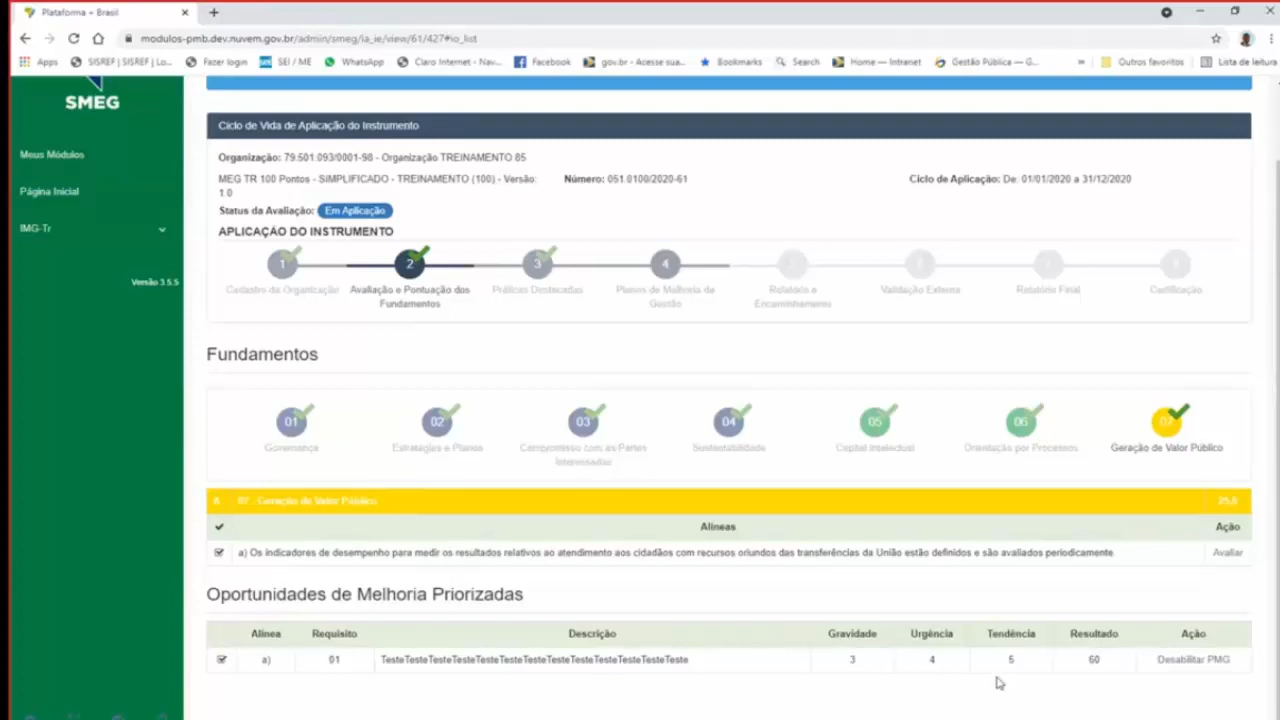 Plataforma + Brasil
modulos-pmb.dev.nuvem.gov.br/admin/smeg/ia_ie/view/61/427#io_list
Apps SISREF | SISREF | Lo... Fazer login SEI / ME WhatsApp Claro Internet - Nav... Facebook gov.br - Acesse sua... Bookmarks Search Home — Intranet Gestão Pública — G... » Outros favoritos Lista de leitura
SMEG
Meus Módulos
Página Inicial
IMG-Tr
Versão 3.5.5
Ciclo de Vida de Aplicação do Instrumento
Organização: 79.501.093/0001-98 - Organização TREINAMENTO 85
MEG TR 100 Pontos - SIMPLIFICADO - TREINAMENTO (100) - Versão: 1.0
Número: 051.0100/2020-61
Ciclo de Aplicação: De: 01/01/2020 a 31/12/2020
Status da Avaliação: Em Aplicação
APLICAÇÃO DO INSTRUMENTO
1 2 3 4
Cadastro da Organização
Avaliação e Pontuação dos Fundamentos
Práticas Destacadas
Planos de Melhoria de Gestão
Relatório e Encaminhamento
Validação Externa
Relatório Final
Certificação
Fundamentos
01 02 03 04 05 06 07
Governança
Estratégias e Planos
Compromisso com as Partes Interessadas
Sustentabilidade
Capital Intelectual
Orientação por Processos
Geração de Valor Público
07 - Geração de Valor Público 25,0
Alíneas Ação
a) Os indicadores de desempenho para medir os resultados relativos ao atendimento aos cidadãos com recursos oriundos das transferências da União estão definidos e são avaliados periodicamente. Avaliar
Oportunidades de Melhoria Priorizadas
Alínea Requisito Descrição Gravidade Urgência Tendência Resultado Ação
a) 01 TesteTesteTesteTesteTesteTesteTesteTesteTesteTesteTesteTesteTeste 3 4 5 60 Desabilitar PMG